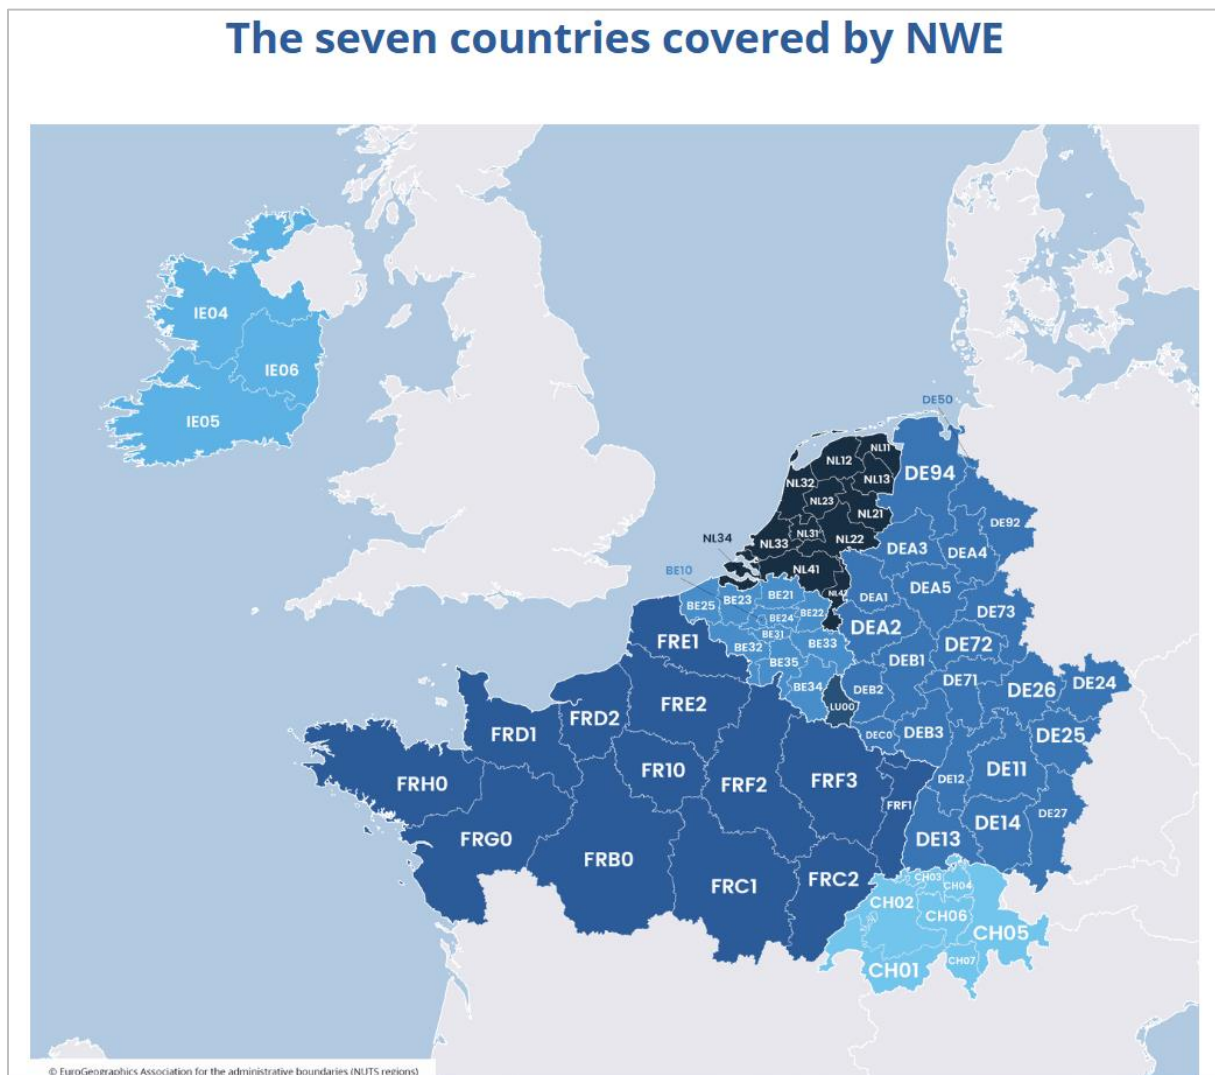 The seven countries covered by NWE
IE04
IE06
IE05
DE50
NL11
NL12
NL13
NL32
NL23
NL21
DE94
DE92
NL34
NL33
NL31
NL22
DEA3
DEA4
NL41
BE10
BE25
BE23
BE21
BE24
BE22
DEA1
DEA5
DE73
FRE1
BE32
BE31
BE33
DEA2
DE72
BE35
BE34
DEB1
DE71
DE26
DE24
LU00
DEB2
FRE2
FRD2
FRD1
DEC0
DEB3
DE25
FRH0
FR10
FRF2
FRF3
FRF1
DE12
DE11
DE27
FRG0
FRB0
DE13
DE14
FRC1
FRC2
CH03
CH04
CH02
CH06
CH05
CH01
CH07
© EuroGeographics Association for the administrative boundaries (NUTS regions)